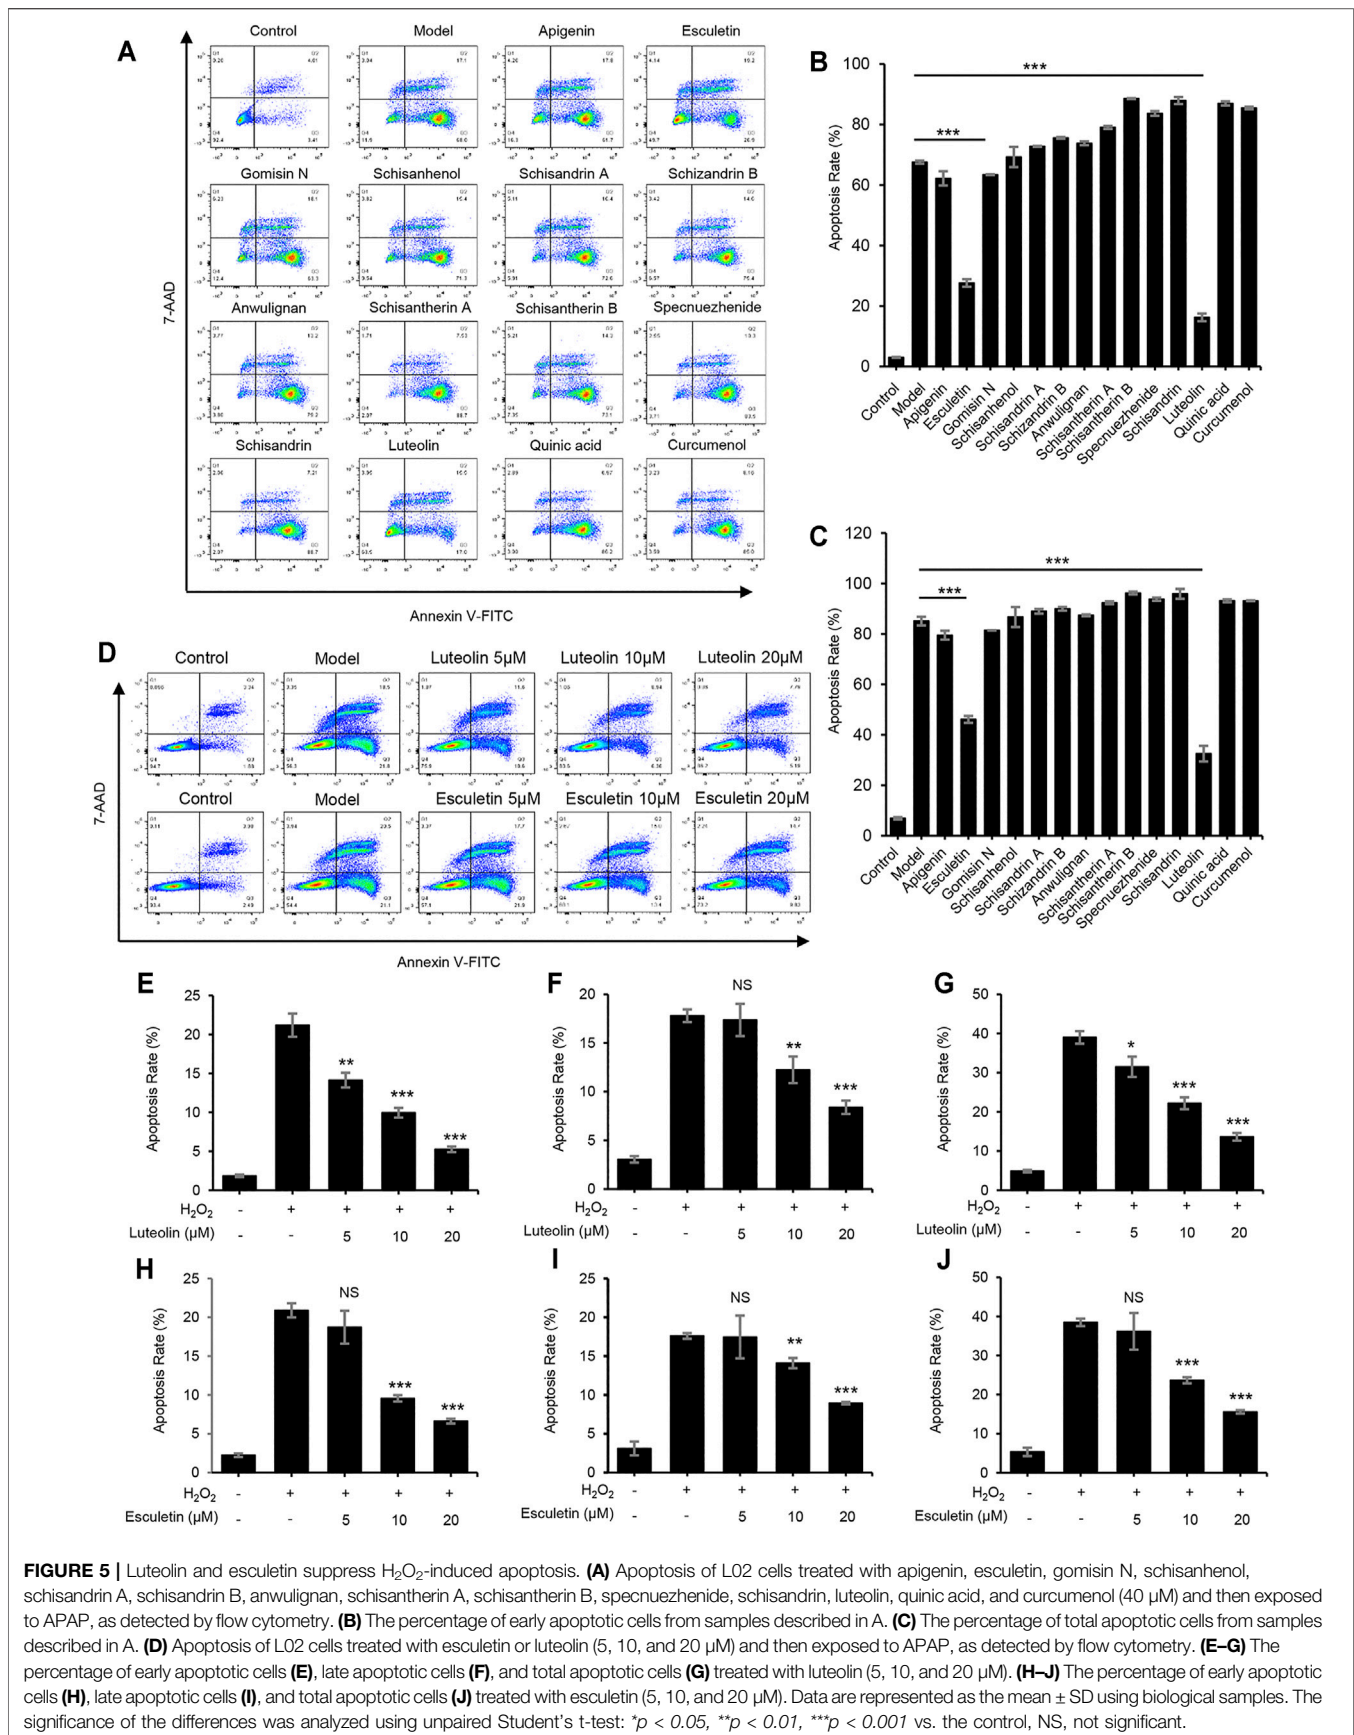 A
Control
Model
Apigenin
Esculetin
Gomisin N
Schisanhenol
Schisandrin A
Schizandrin B
Anwulignan
Schisantherin A
Schisantherin B
Specnuezhenide
Schisandrin
Luteolin
Quinic acid
Curcumenol
7-AAD
Annexin V-FITC
B
Apoptosis Rate (%)
100
80
60
40
20
0
***
***
Control
Model
Apigenin
Esculetin
Gomisin N
Schisanhenol
Schisandrin A
Schizandrin B
Anwulignan
Schisantherin A
Schisantherin B
Specnuezhenide
Schisandrin
Luteolin
Quinic acid
Curcumenol
C
Apoptosis Rate (%)
120
100
80
60
40
20
0
***
***
Control
Model
Apigenin
Esculetin
Gomisin N
Schisanhenol
Schisandrin A
Schizandrin B
Anwulignan
Schisantherin A
Schisantherin B
Specnuezhenide
Schisandrin
Luteolin
Quinic acid
Curcumenol
D
Control
Model
Luteolin 5μM
Luteolin 10μM
Luteolin 20μM
Control
Model
Esculetin 5μM
Esculetin 10μM
Esculetin 20μM
7-AAD
Annexin V-FITC
E
Apoptosis Rate (%)
25
20
15
10
5
0
**
***
***
H₂O₂ - + + + +
Luteolin (μM) - - 5 10 20
F
Apoptosis Rate (%)
20
15
10
5
0
NS
**
***
H₂O₂ - + + + +
Luteolin (μM) - - 5 10 20
G
Apoptosis Rate (%)
50
40
30
20
10
0
*
***
***
H₂O₂ - + + + +
Luteolin (μM) - - 5 10 20
H
Apoptosis Rate (%)
25
20
15
10
5
0
NS
***
***
H₂O₂ - + + + +
Esculetin (μM) - - 5 10 20
I
Apoptosis Rate (%)
25
20
15
10
5
0
NS
**
***
H₂O₂ - + + + +
Esculetin (μM) - - 5 10 20
J
Apoptosis Rate (%)
50
40
30
20
10
0
NS
***
***
H₂O₂ - + + + +
Esculetin (μM) - - 5 10 20
FIGURE 5 | Luteolin and esculetin suppress H₂O₂-induced apoptosis. (A) Apoptosis of L02 cells treated with apigenin, esculetin, gomisin N, schisanhenol,
schisandrin A, schisandrin B, anwulignan, schisantherin A, schisantherin B, specnuezhenide, schisandrin, luteolin, quinic acid, and curcumenol (40 μM) and then exposed
to APAP, as detected by flow cytometry. (B) The percentage of early apoptotic cells from samples described in A. (C) The percentage of total apoptotic cells from samples
described in A. (D) Apoptosis of L02 cells treated with esculetin or luteolin (5, 10, and 20 μM) and then exposed to APAP, as detected by flow cytometry. (E–G) The
percentage of early apoptotic cells (E), late apoptotic cells (F), and total apoptotic cells (G) treated with luteolin (5, 10, and 20 μM). (H–J) The percentage of early apoptotic
cells (H), late apoptotic cells (I), and total apoptotic cells (J) treated with esculetin (5, 10, and 20 μM). Data are represented as the mean ± SD using biological samples. The
significance of the differences was analyzed using unpaired Student's t-test: *p < 0.05, **p < 0.01, ***p < 0.001 vs. the control, NS, not significant.